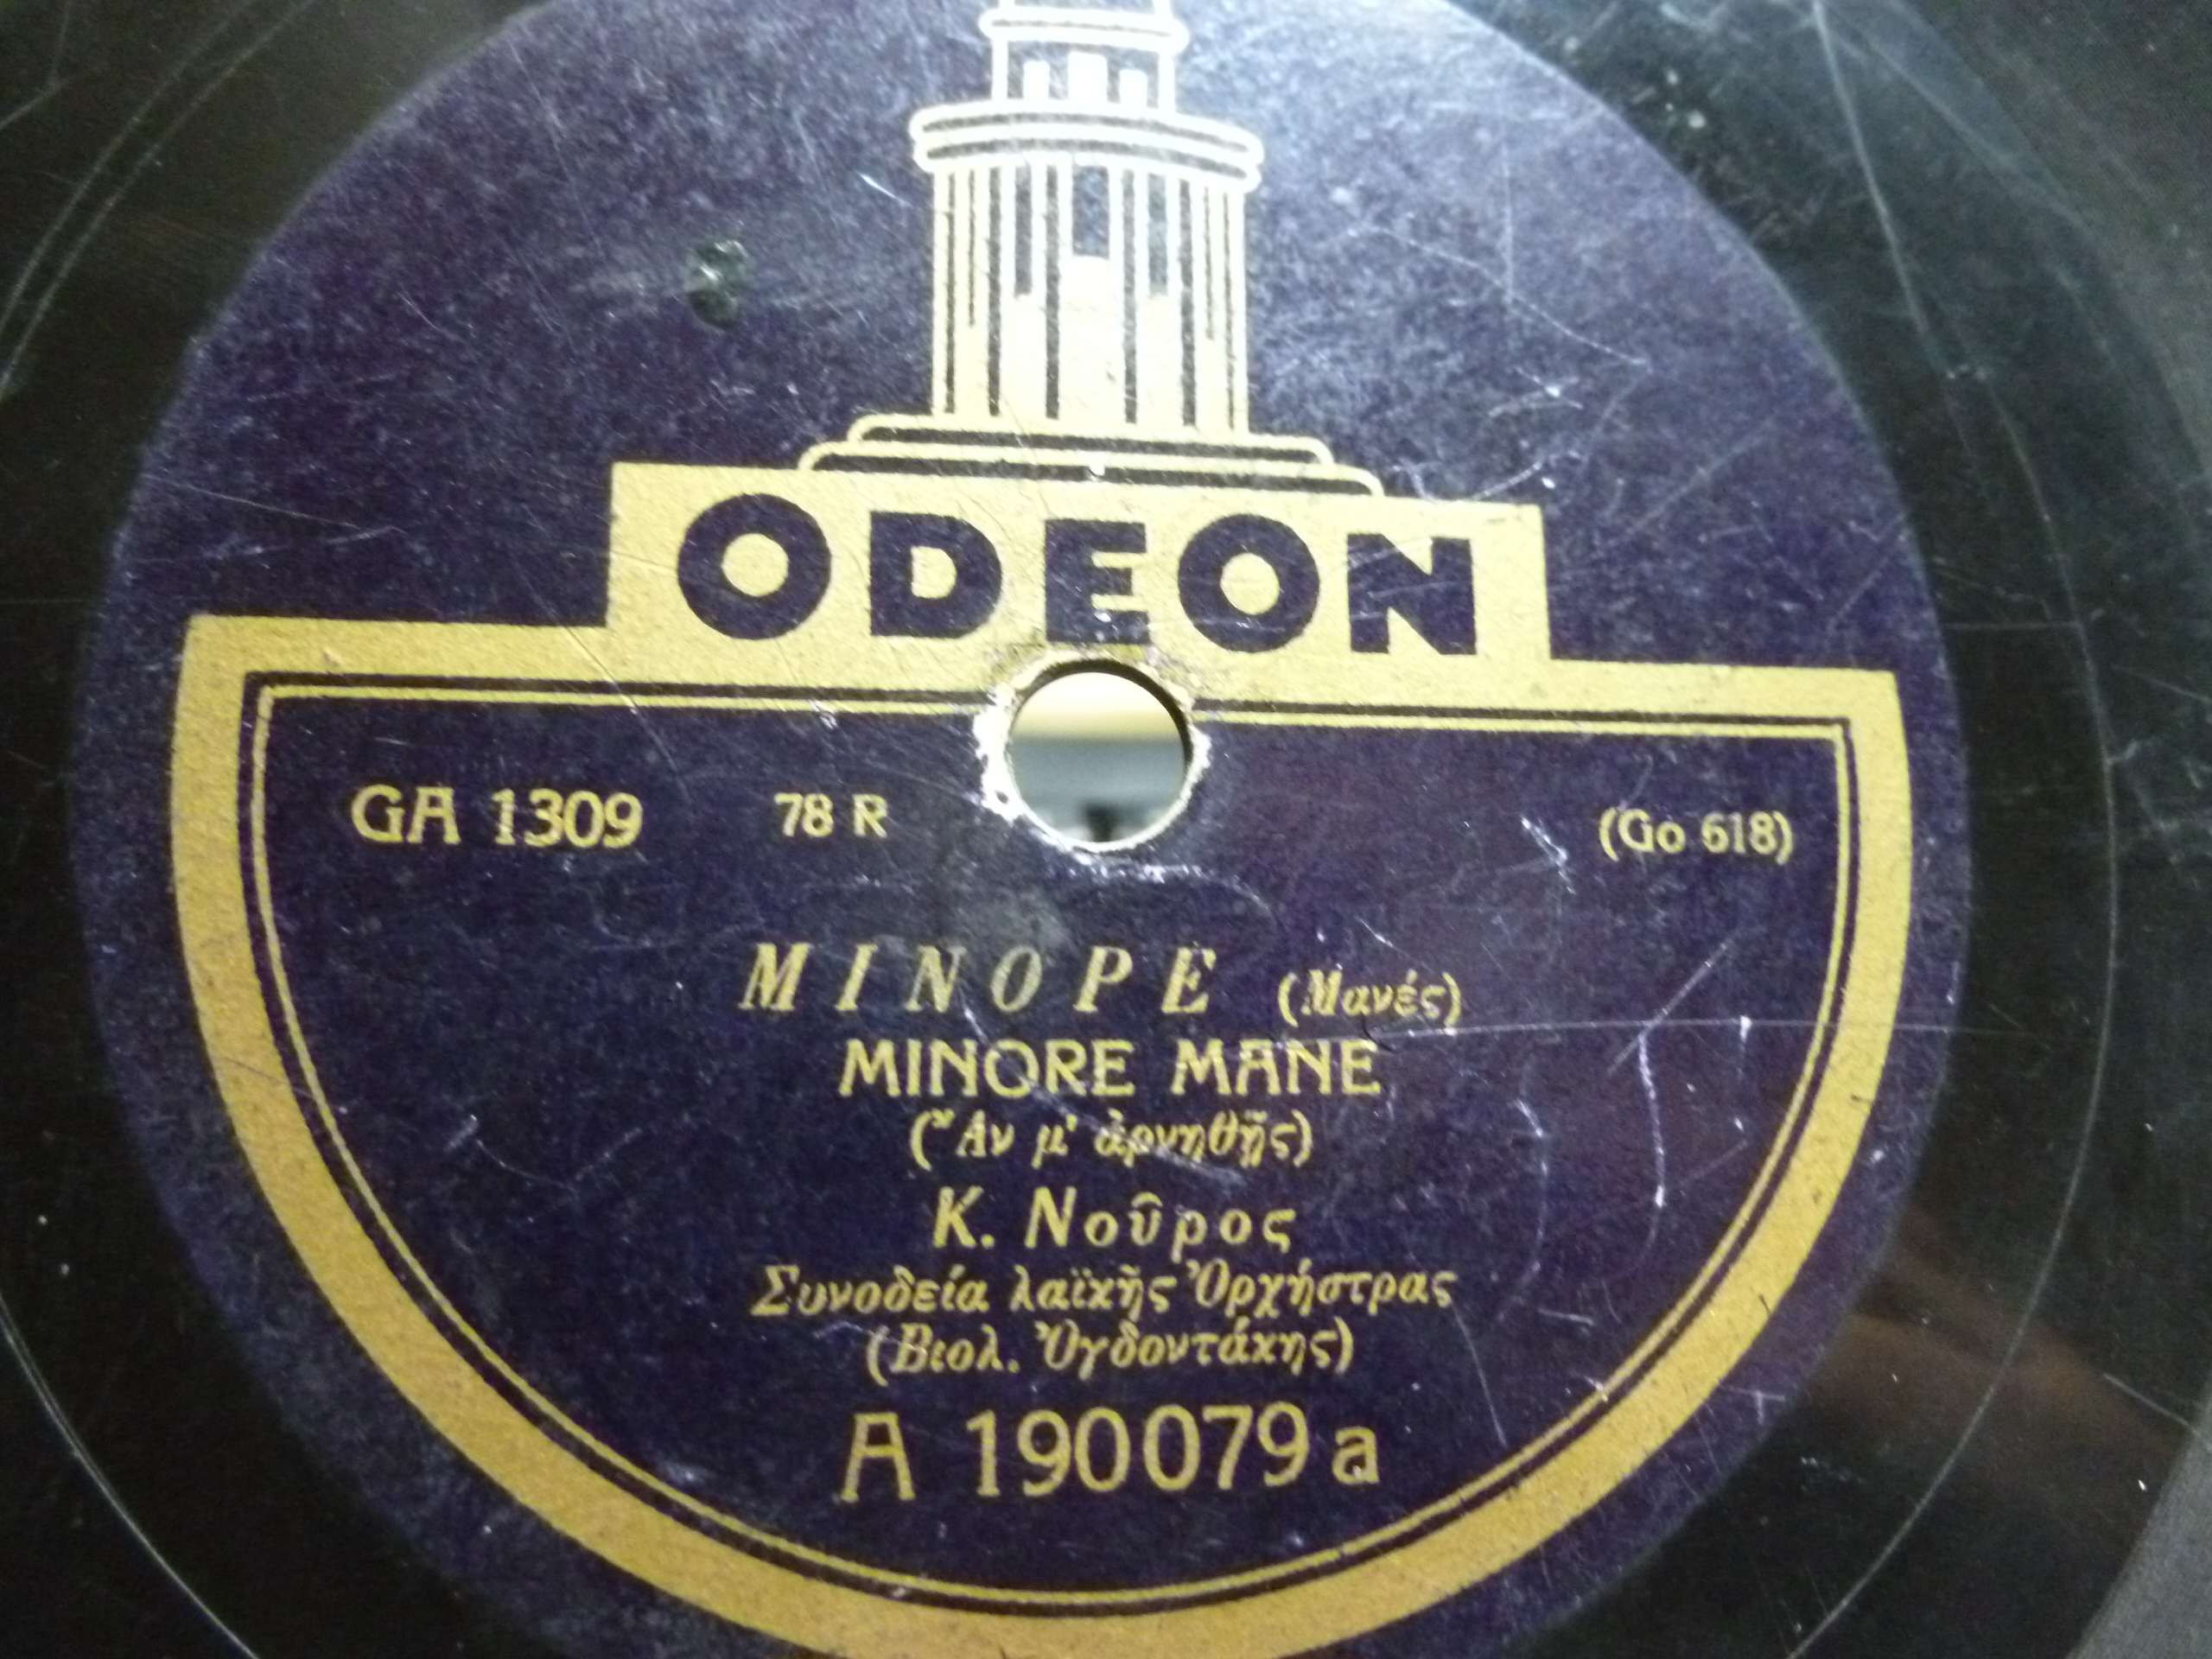 ODEON
GA 1309 78 R (Go 618)
ΜΙΝΟΡΕ (Μανές)
MINORE MANE
(Ἂν μ' ἀρνηθῇς)
Κ. Νοῦρος
Συνοδεία λαϊκῆς Ὀρχήστρας
(Βιολ. Ὀγδοντάκης)
A 190079 a